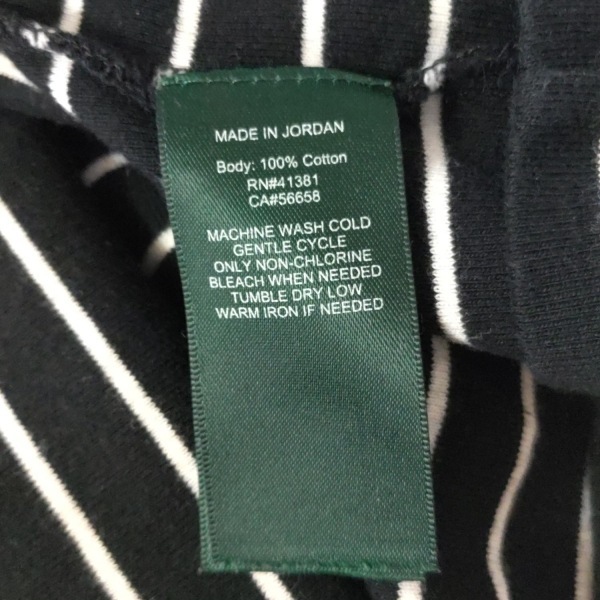 MADE IN JORDAN
Body: 100% Cotton
RN#41381
CA#56658
MACHINE WASH COLD
GENTLE CYCLE
ONLY NON-CHLORINE
BLEACH WHEN NEEDED
TUMBLE DRY LOW
WARM IRON IF NEEDED